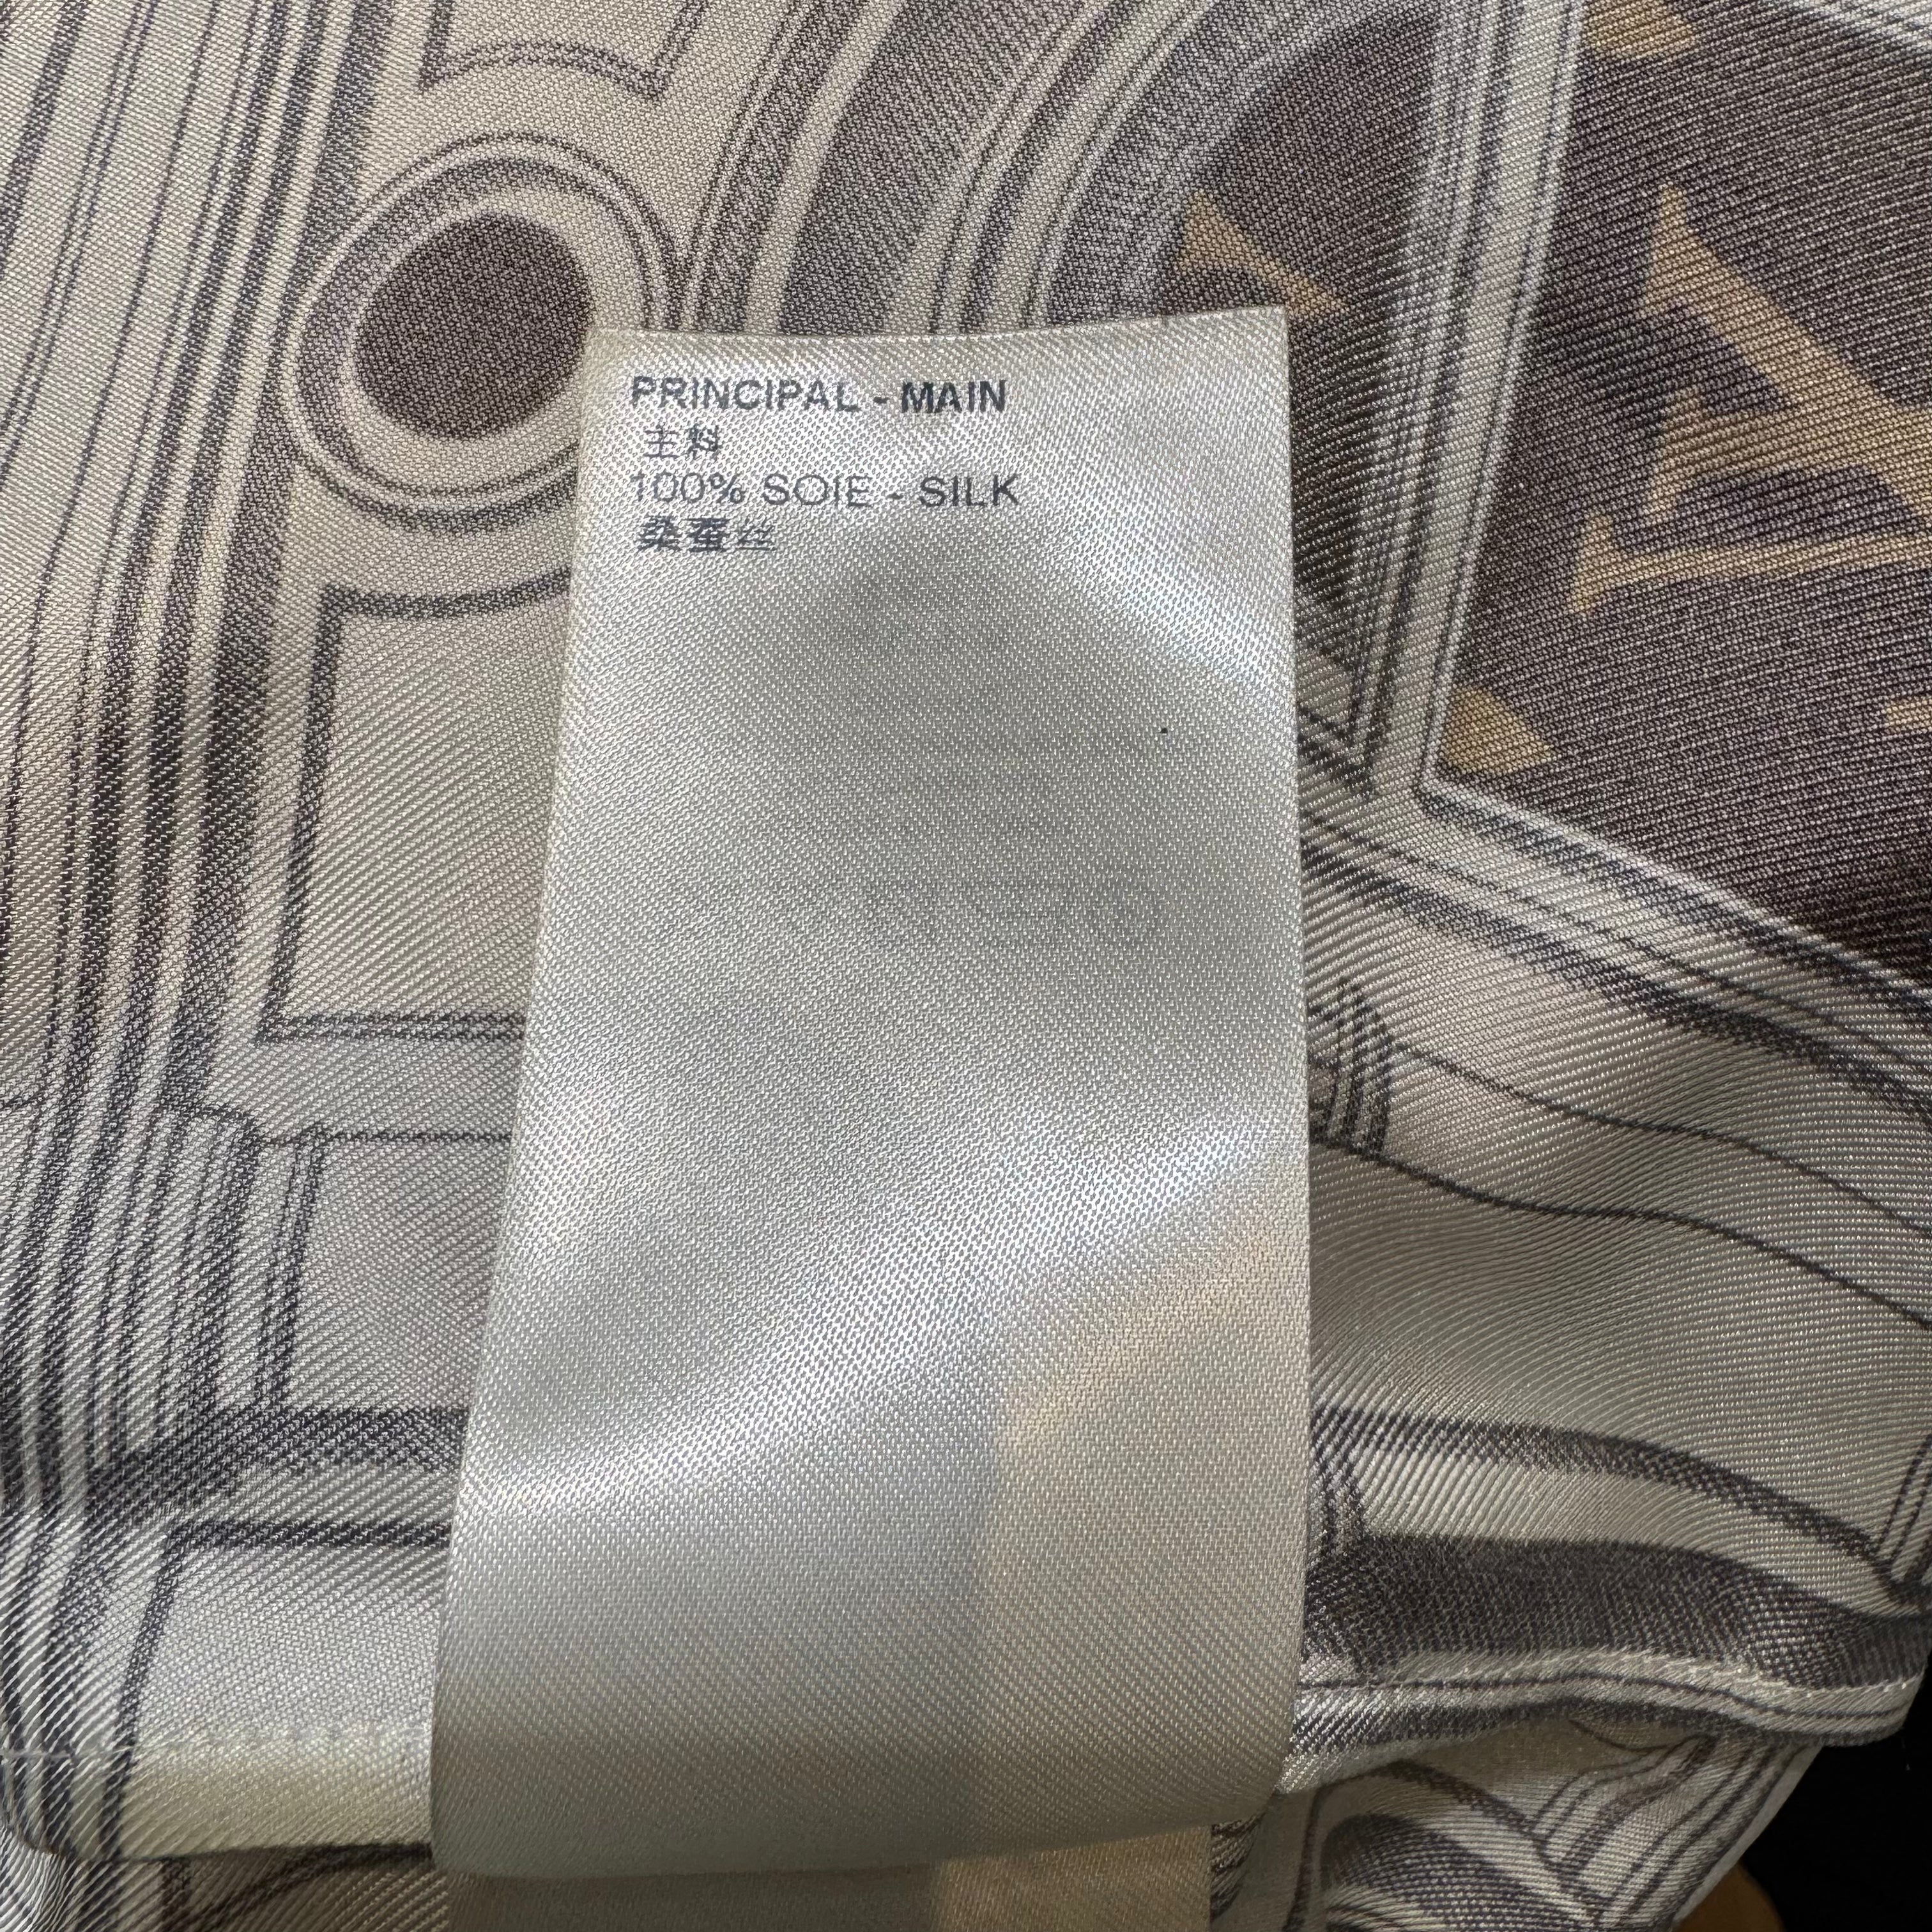 PRINCIPAL - MAIN
主料
100% SOIE - SILK
桑蚕丝